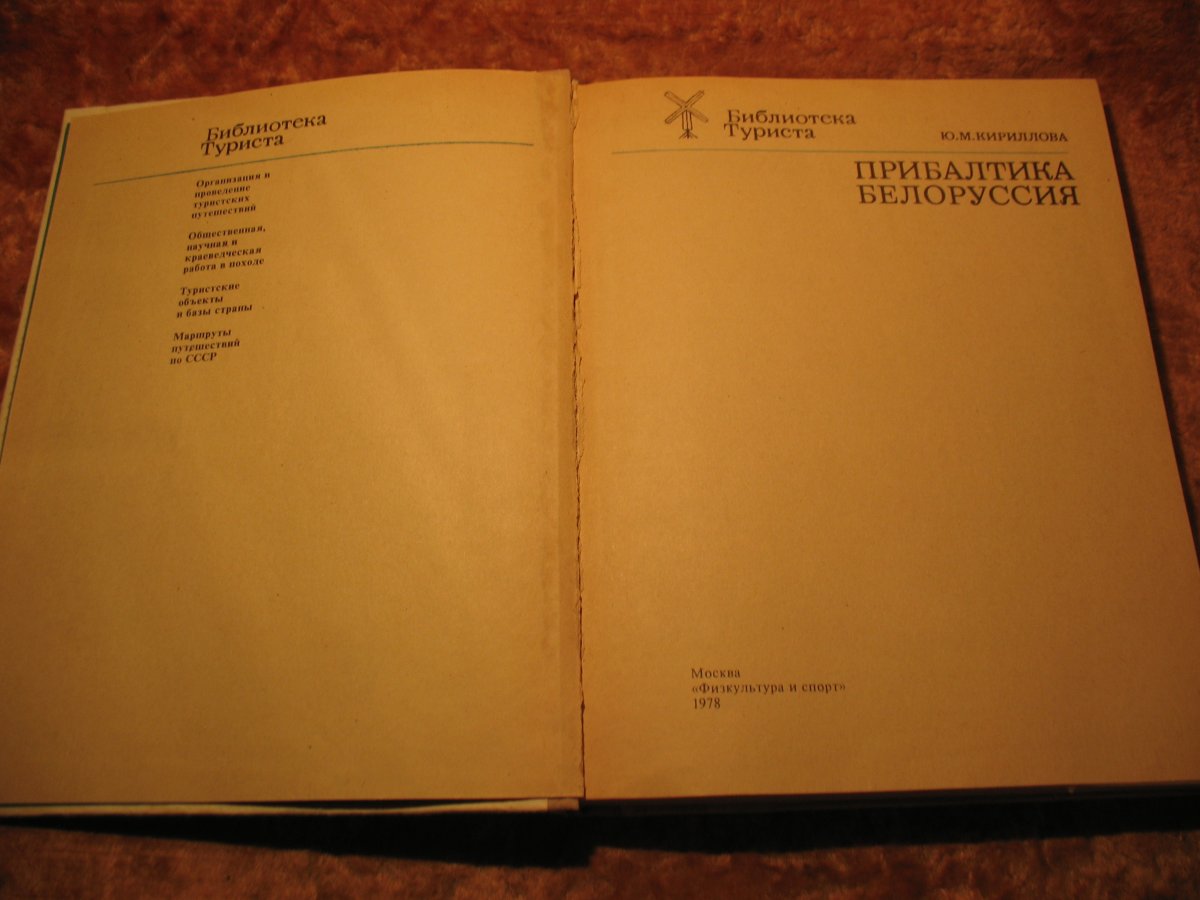 Библиотека
Туриста
Организация и
проведение
туристских
путешествий
Общественная,
научная и
краеведческая
работа в походе
Туристские
объекты
и базы страны
Маршруты
путешествий
по СССР
Библиотека
Туриста
Ю.М.КИРИЛЛОВА
ПРИБАЛТИКА
БЕЛОРУССИЯ
Москва
«Физкультура и спорт»
1978